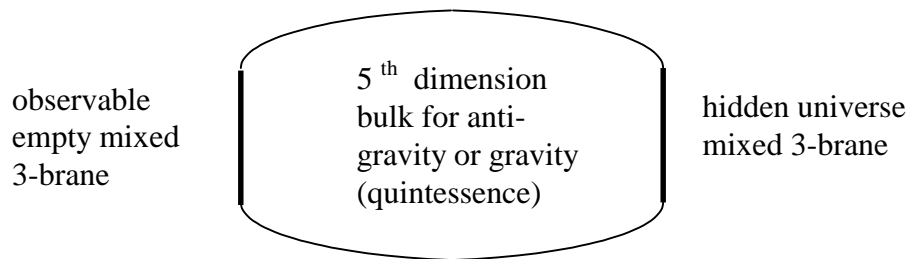 observable
empty mixed
3-brane
5 th dimension
bulk for anti-
gravity or gravity
(quintessence)
hidden universe
mixed 3-brane